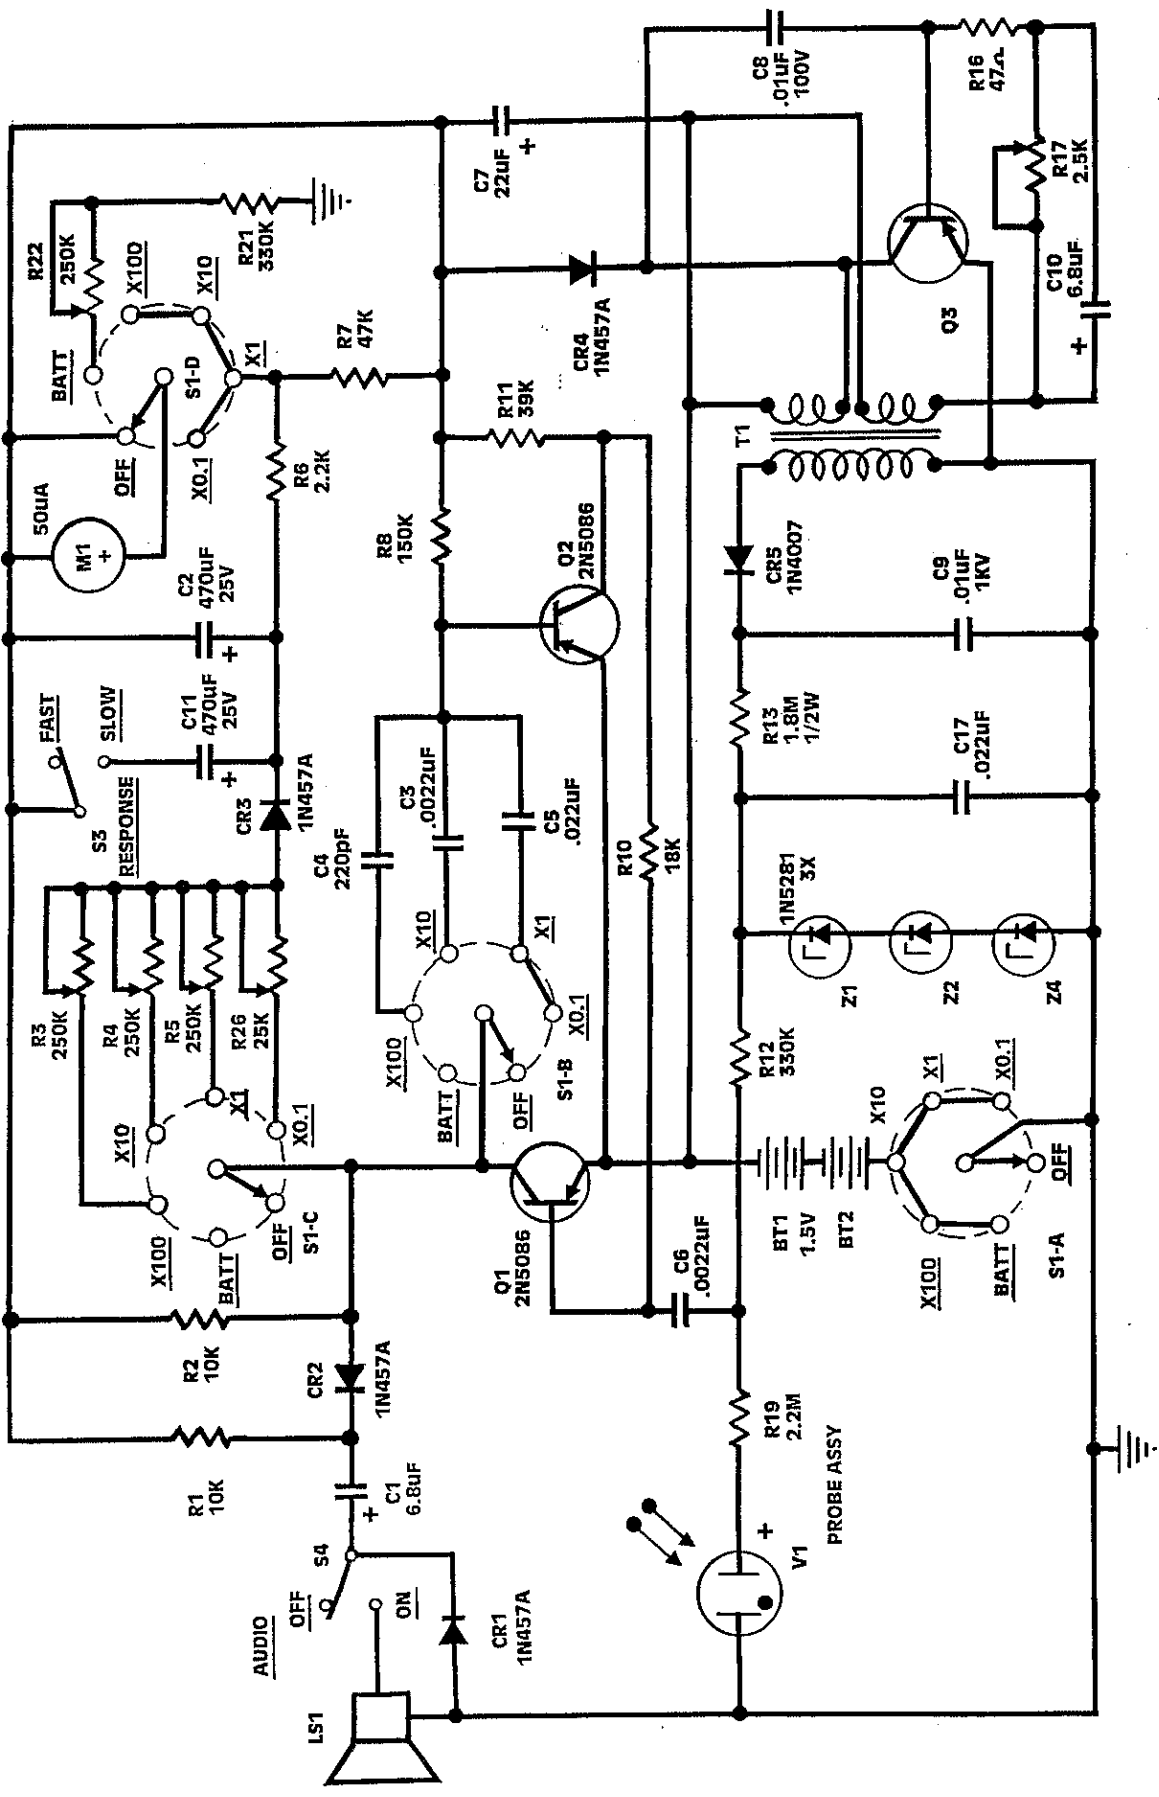 R3
250K
R22
250K
FAST
50uA
BATT
R4
250K
M1
+
S3
SLOW
OFF
X100
X10
X100
RESPONSE
R5
250K
R1
10K
R2
10K
BATT
X1
R26
25K
C11
470uF
25V
+
C2
470uF
25V
+
X0.1
S1-D
X10
X1
R21
330K
AUDIO
OFF
OFF
S1-C
X0.1
CR3
1N457A
R6
2.2K
LS1
S4
CR2
1N457A
C4
220pF
R7
47K
+
C1
6.8uF
ON
X100
X10
C3
.0022uF
R8
150K
BATT
X1
C5
.022uF
C7
22uF
+
CR1
1N457A
Q1
2N5086
OFF
X0.1
S1-B
Q2
2N5086
R11
39K
CR4
1N457A
C6
.0022uF
R10
18K
V1
+
PROBE ASSY
R19
2.2M
R12
330K
R13
1.8M
1/2W
CR5
1N4007
T1
C8
.01uF
100V
BT1
1.5V
BT2
1N5281
3X
Z1
C17
.022uF
C9
.01uF
1KV
X100
X10
X1
Z2
Q3
R16
47Ω
BATT
X0.1
S1-A
OFF
Z4
C10
6.8uF
+
R17
2.5K